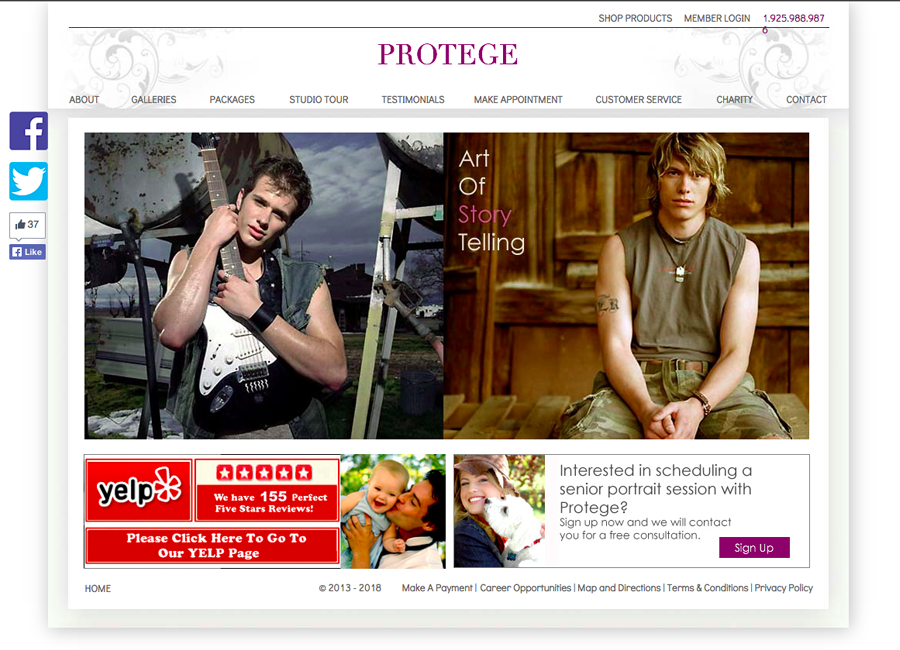 SHOP PRODUCTS MEMBER LOGIN 1.925.988.987
6
PROTEGE
ABOUT GALLERIES PACKAGES STUDIO TOUR TESTIMONIALS MAKE APPOINTMENT CUSTOMER SERVICE CHARITY CONTACT
37
Like
Art
Of
Story
Telling
yelp
We have 155 Perfect
Five Stars Reviews!
Please Click Here To Go To
Our YELP Page
Interested in scheduling a
senior portrait session with
Protege?
Sign up now and we will contact
you for a free consultation.
Sign Up
HOME © 2013 - 2018 Make A Payment | Career Opportunities | Map and Directions | Terms & Conditions | Privacy Policy